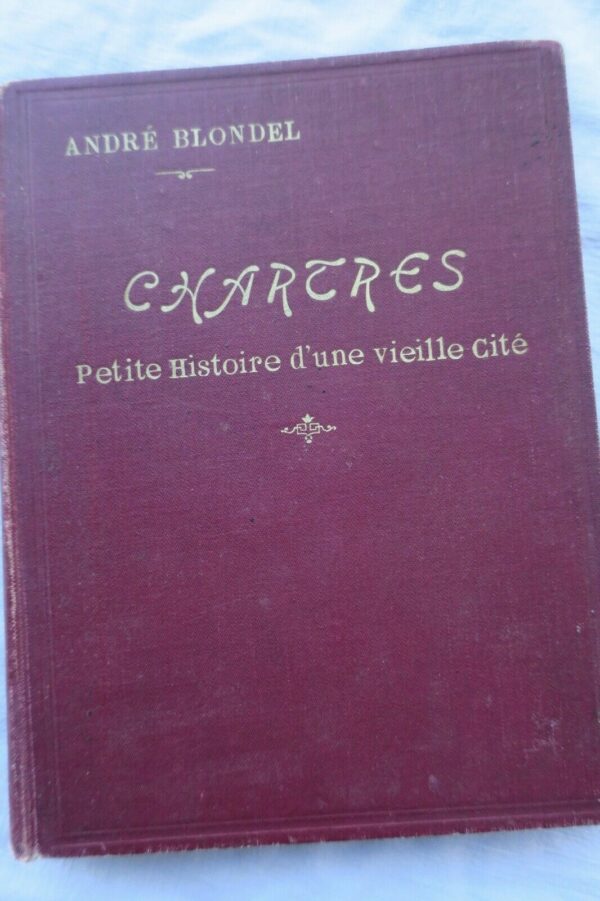 ANDRÉ BLONDEL
CHARTRES
Petite Histoire d'une vieille Cité